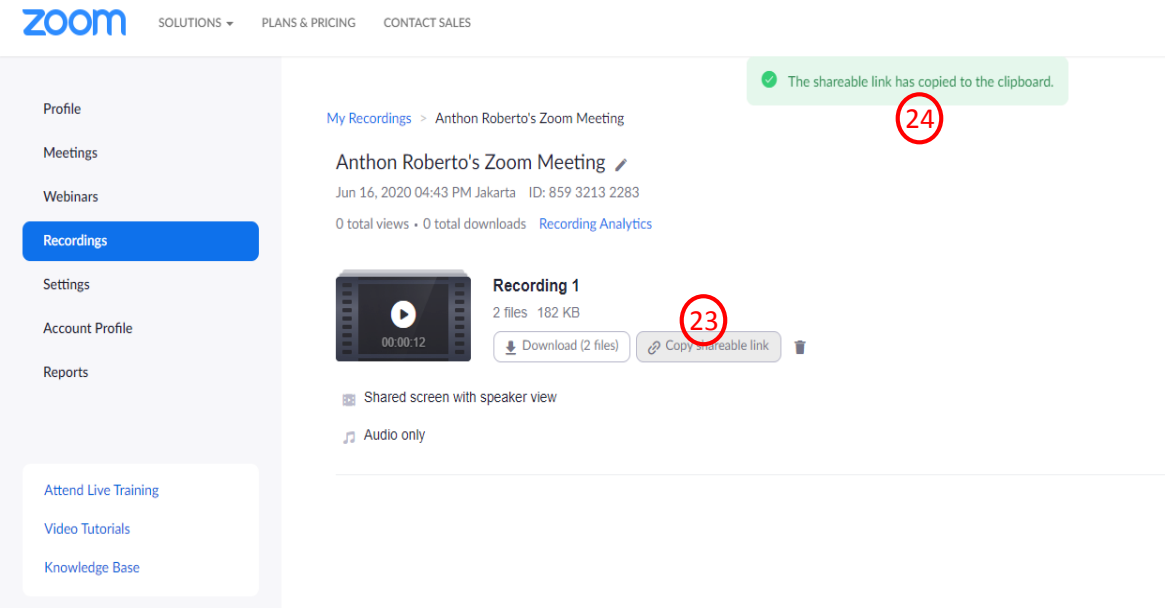 zoom SOLUTIONS PLANS & PRICING CONTACT SALES
The shareable link has copied to the clipboard.
24
Profile
Meetings
Webinars
Recordings
Settings
Account Profile
Reports
Attend Live Training
Video Tutorials
Knowledge Base
My Recordings > Anthon Roberto's Zoom Meeting
Anthon Roberto's Zoom Meeting
Jun 16, 2020 04:43 PM Jakarta ID: 859 3213 2283
0 total views • 0 total downloads Recording Analytics
00:00:12
Recording 1
2 files 182 KB
23
Download (2 files) Copy shareable link
Shared screen with speaker view
Audio only